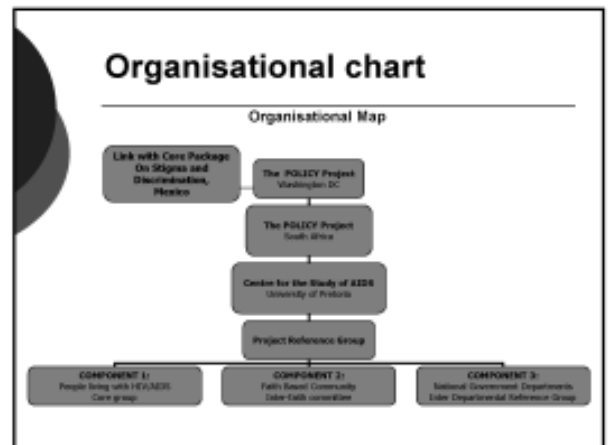 Organisational chart
Organisational Map
Link with Core Package
On Stigma and
Discrimination,
Mexico
The POLICY Project
Washington DC
The POLICY Project
South Africa
Centre for the Study of AIDS
University of Pretoria
Project Reference Group
COMPONENT 1:
People living with HIV/AIDS
Core group
COMPONENT 2:
Faith Based Community
Inter-faith committee
COMPONENT 3:
National Government Departments
Inter Departmental Reference Group